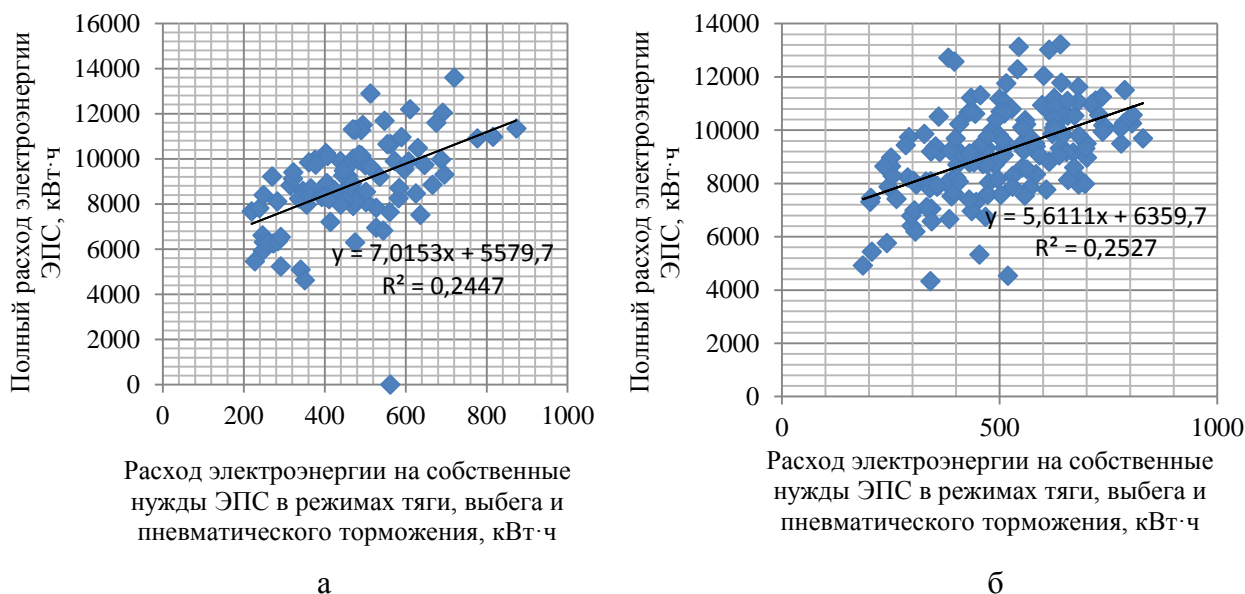 Полный расход электроэнергии
ЭПС, кВт·ч
16000
14000
12000
10000
8000
6000
4000
2000
0
y = 7,0153x + 5579,7
R² = 0,2447
0 200 400 600 800 1000
Расход электроэнергии на собственные
нужды ЭПС в режимах тяги, выбега и
пневматического торможения, кВт·ч
а
Полный расход электроэнергии
ЭПС, кВт·ч
14000
12000
10000
8000
6000
4000
2000
0
y = 5,6111x + 6359,7
R² = 0,2527
0 500 1000
Расход электроэнергии на собственные
нужды ЭПС в режимах тяги, выбега и
пневматического торможения, кВт·ч
б